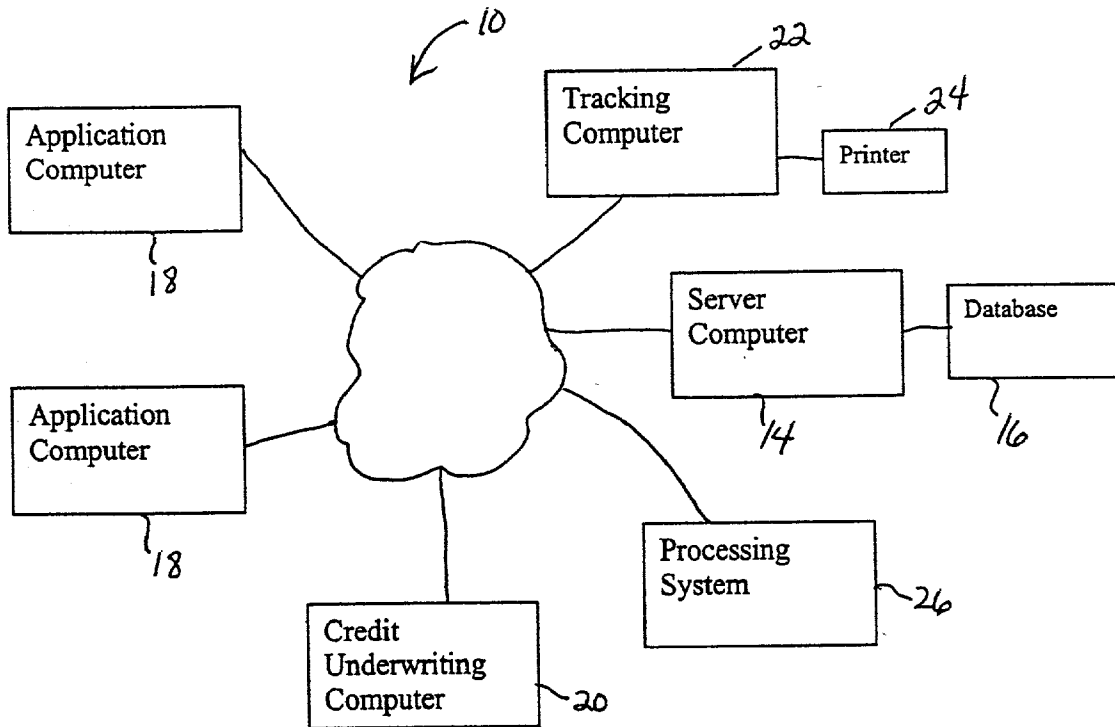 10
22
Tracking
Computer
24
Printer
Application
Computer
18
Server
Computer
14
Database
16
Application
Computer
18
Processing
System
26
Credit
Underwriting
Computer
20